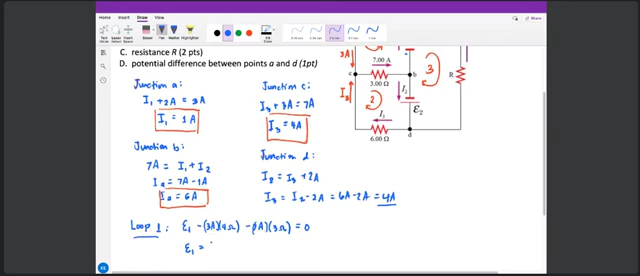 Insert Draw View
C. resistance R (2 pts)
D. potential difference between points a and d (1pt)
3A
7.00 A
c
b
3.00 Ω
3
R
I₃
2
I₂
ε₂
I₃
6.00 Ω
d
Junction a:
I₁ + 2A = 3A
I₁ = 1A
Junction c:
I₃ + 3A = 7A
I₃ = 4A
Junction b:
7A = I₁ + I₂
I₂ = 7A - 1A
I₂ = 6A
Junction d:
I₂ = I₃ + 2A
I₃ = I₂ - 2A = 6A - 2A = 4A
Loop 1: ε₁ - (3A)(4Ω) - (A)(3Ω) = 0
ε₁ =